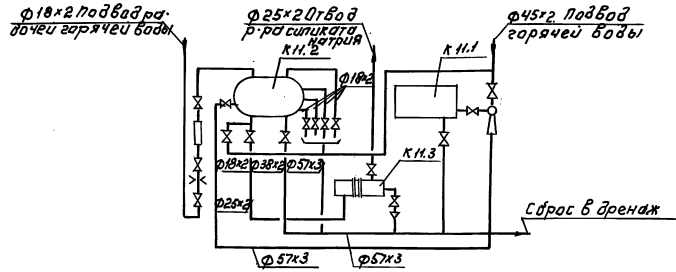 Ф18×2 Подвод ра-
бочей горячей воды
Ф25×2 Отвод
р-ра силиката
натрия
Ф45×2 Подвод
горячей воды
К11.2
К11.1
Ф18×2
К11.3
Ф18×2 Ф38×2 Ф57×3
Ф25×2
Сброс в дренаж
Ф57×3
Ф57×3